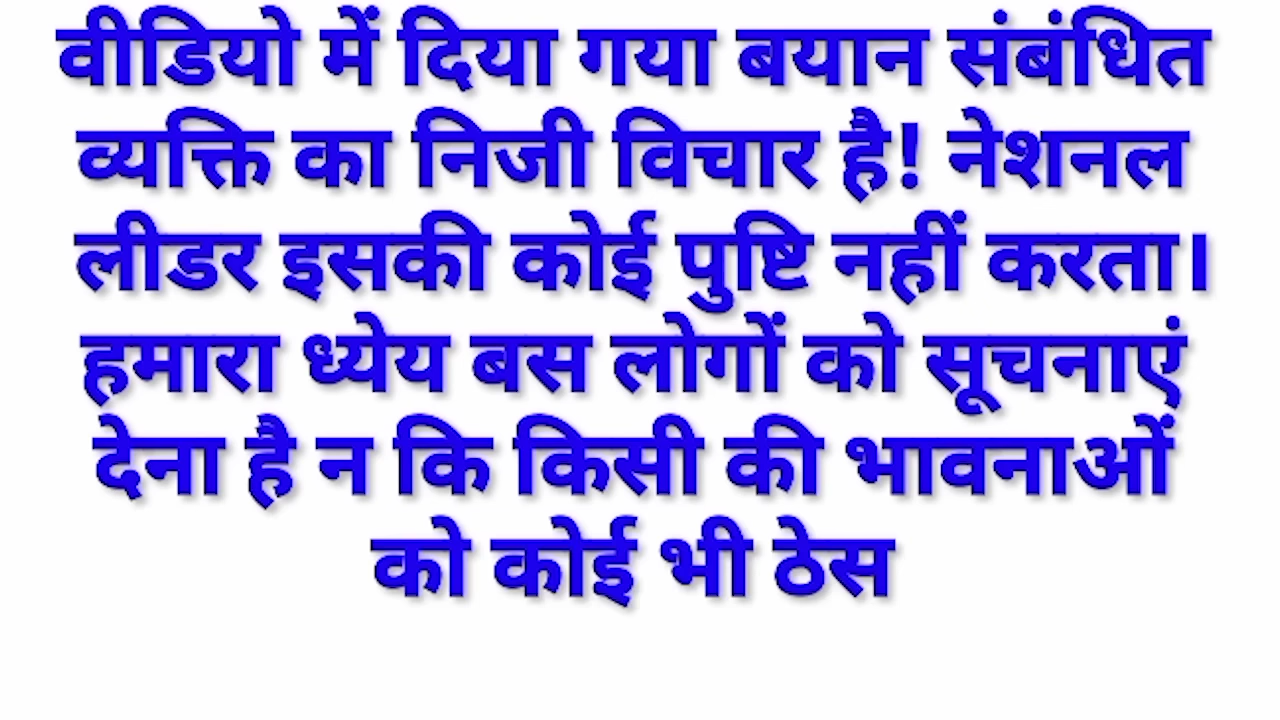 वीडियो में दिया गया बयान संबंधित
व्यक्ति का निजी विचार है! नेशनल
लीडर इसकी कोई पुष्टि नहीं करता।
हमारा ध्येय बस लोगों को सूचनाएं
देना है न कि किसी की भावनाओं
को कोई भी ठेस